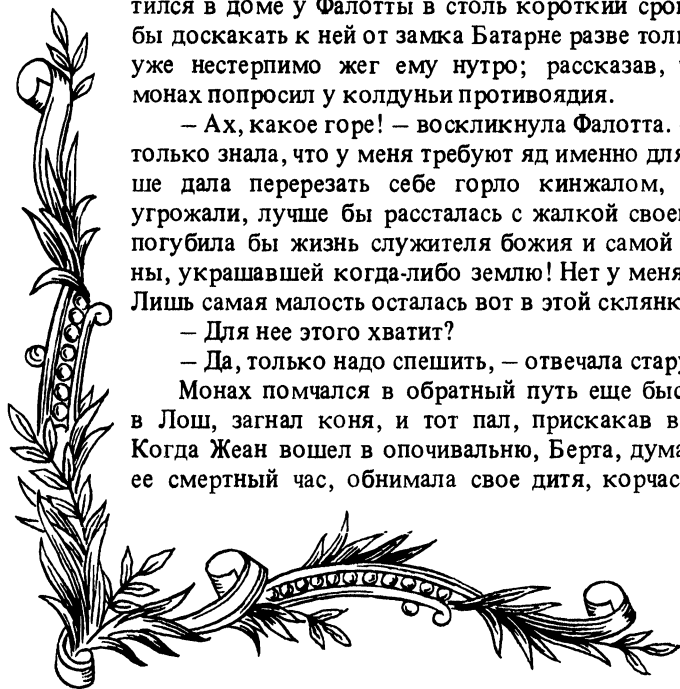 тился в доме у Фалотты в столь короткий сро
бы доскакать к ней от замка Батарне разве тол
уже нестерпимо жег ему нутро; рассказав,
монах попросил у колдуньи противоядия.
— Ах, какое горе! — воскликнула Фалотта.
только знала, что у меня требуют яд именно для
ше дала перерезать себе горло кинжалом,
угрожали, лучше бы рассталась с жалкой свое
погубила бы жизнь служителя божия и самой
ны, украшавшей когда-либо землю! Нет у меня
Лишь самая малость осталась вот в этой склянк
— Для нее этого хватит?
— Да, только надо спешить, — отвечала стару
Монах помчался в обратный путь еще быс
в Лош, загнал коня, и тот пал, прискакав в
Когда Жеан вошел в опочивальню, Берта, дума
ее смертный час, обнимала свое дитя, корчас